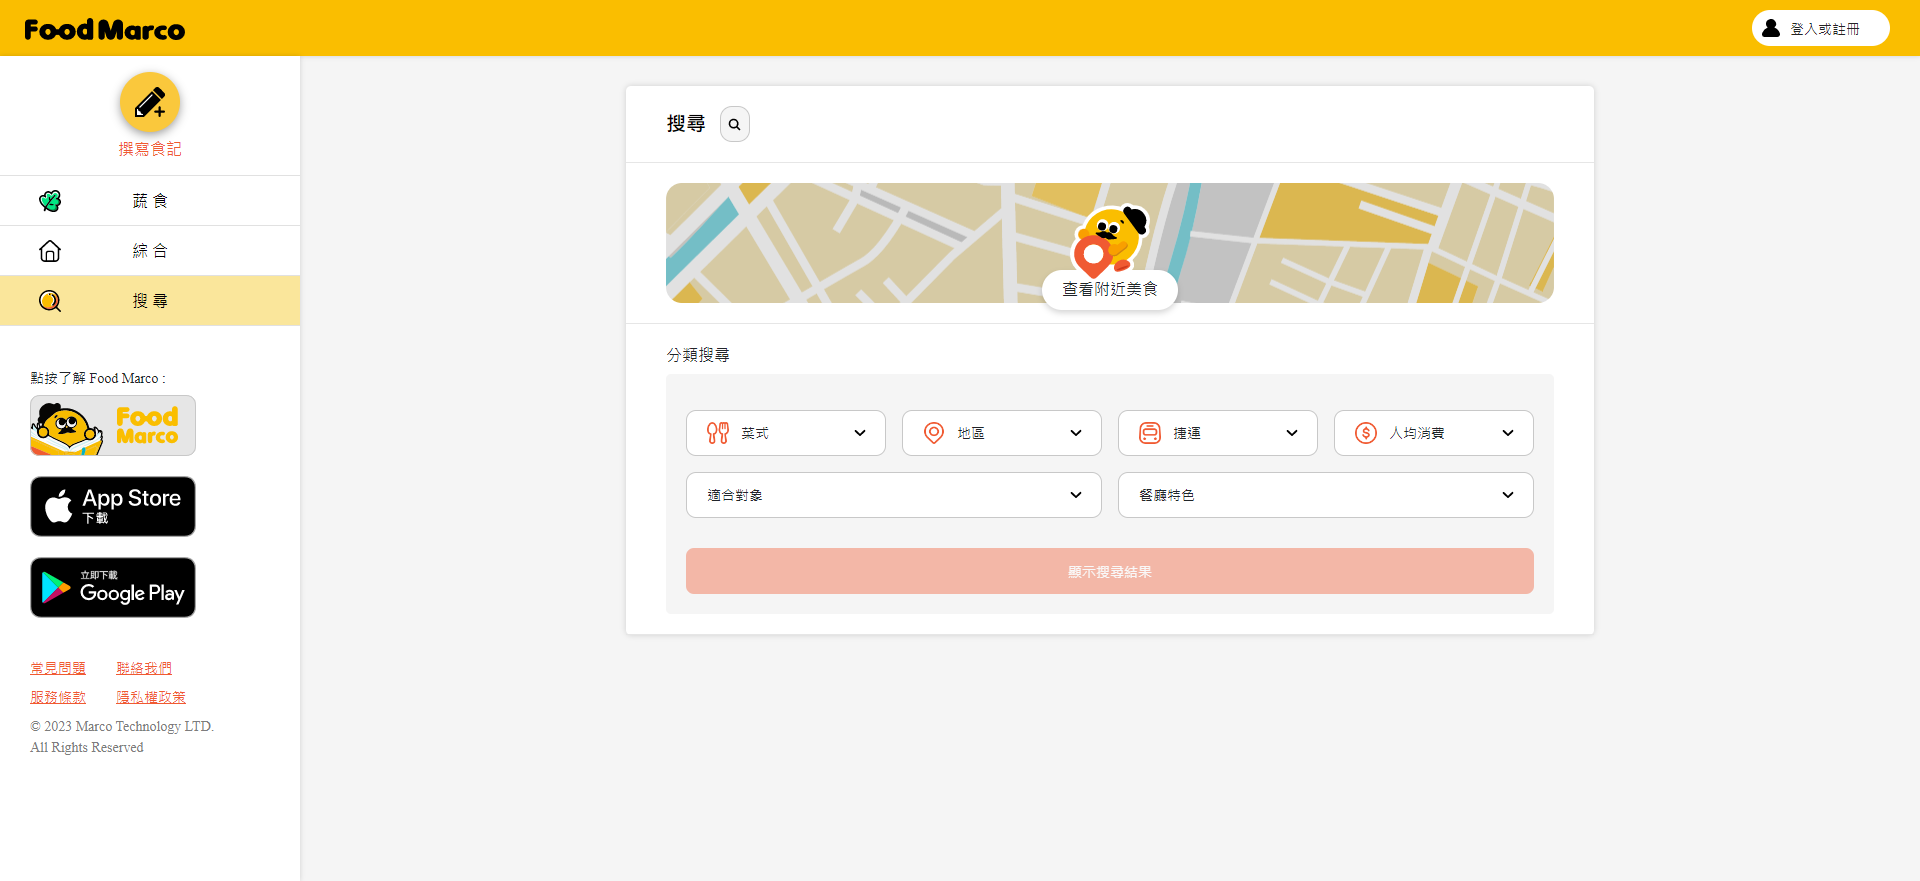 Food Marco
登入或註冊
撰寫食記
蔬食
綜合
搜尋
點按了解 Food Marco :
Food
Marco
App Store
下載
立即下載
Google Play
常見問題 聯絡我們
服務條款 隱私權政策
© 2023 Marco Technology LTD.
All Rights Reserved
搜尋
查看附近美食
分類搜尋
菜式 地區 捷運 人均消費
適合對象 餐廳特色
顯示搜尋結果